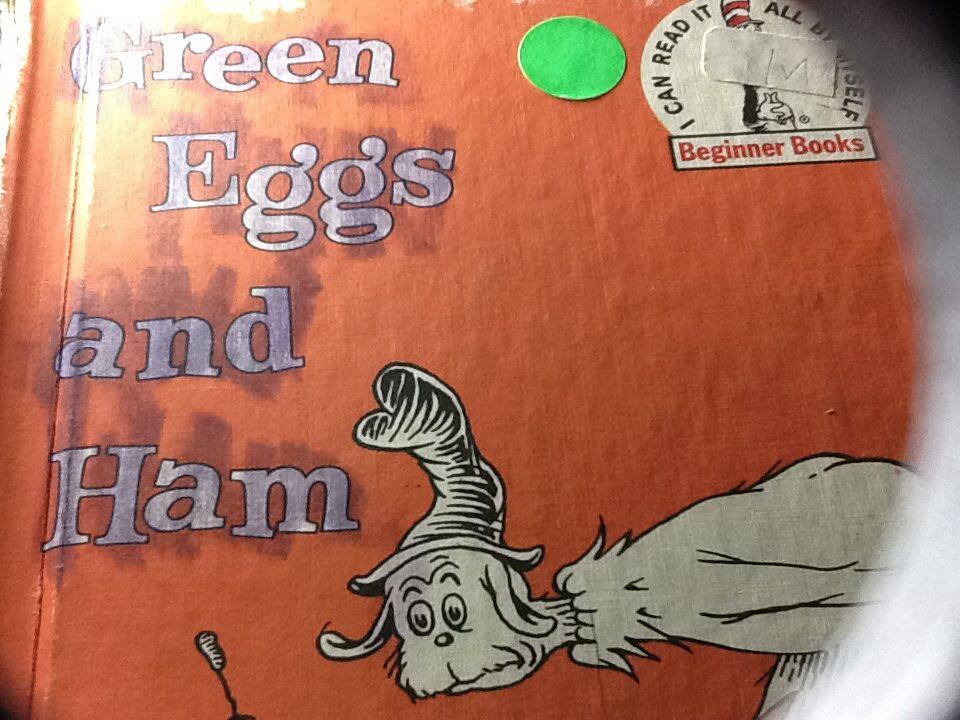 Green
Eggs
and
Ham
I CAN READ IT ALL BY MYSELF
Beginner Books